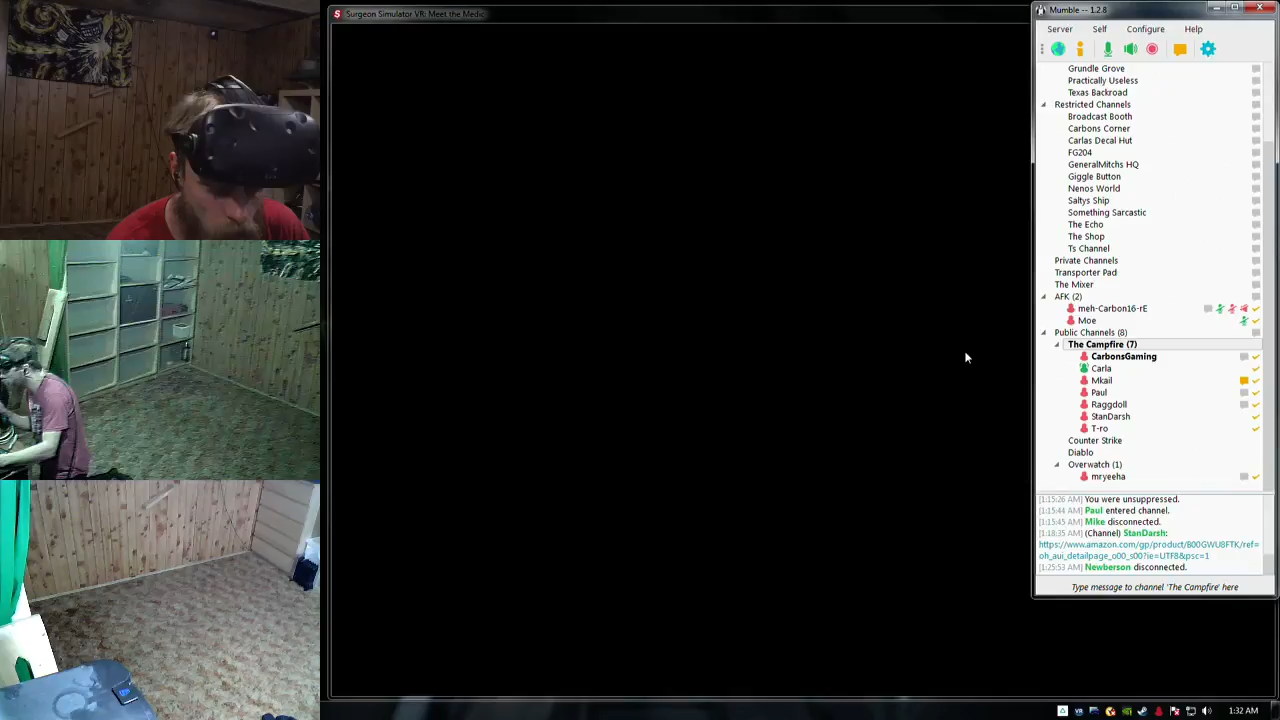 Surgeon Simulator VR: Meet the Medic
Mumble -- 1.2.8
Server Self Configure Help
Grundle Grove
Practically Useless
Texas Backroad
Restricted Channels
Broadcast Booth
Carbons Corner
Carlas Decal Hut
FG204
GeneralMitchs HQ
Giggle Button
Nenos World
Saltys Ship
Something Sarcastic
The Echo
The Shop
Ts Channel
Private Channels
Transporter Pad
The Mixer
AFK (2)
meh-Carbon16-rE
Moe
Public Channels (8)
The Campfire (7)
CarbonsGaming
Carla
Mkail
Paul
Raggdoll
StanDarsh
T-ro
Counter Strike
Diablo
Overwatch (1)
mryeeha
[1:15:26 AM] You were unsuppressed.
[1:15:44 AM] Paul entered channel.
[1:15:45 AM] Mike disconnected.
[1:18:35 AM] (Channel) StanDarsh:
https://www.amazon.com/gp/product/B00GWU8FTK/ref=
oh_aui_detailpage_o00_s00?ie=UTF8&psc=1
[1:25:53 AM] Newberson disconnected.
Type message to channel 'The Campfire' here
1:32 AM